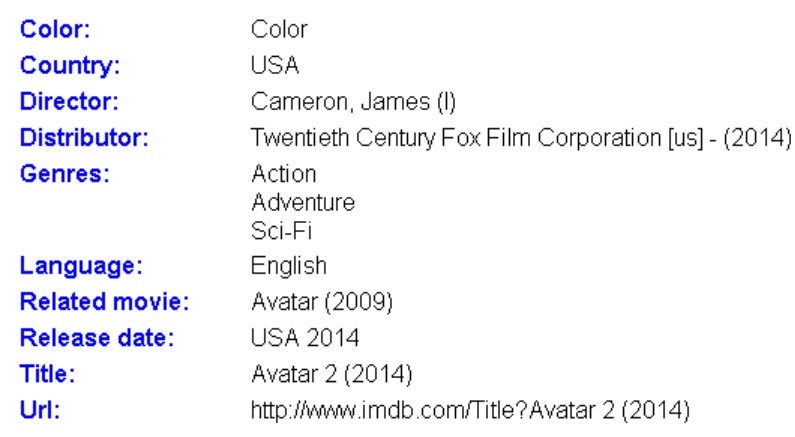 Color: Color
Country: USA
Director: Cameron, James (I)
Distributor: Twentieth Century Fox Film Corporation [us] - (2014)
Genres: Action
Adventure
Sci-Fi
Language: English
Related movie: Avatar (2009)
Release date: USA 2014
Title: Avatar 2 (2014)
Url: http://www.imdb.com/Title?Avatar 2 (2014)